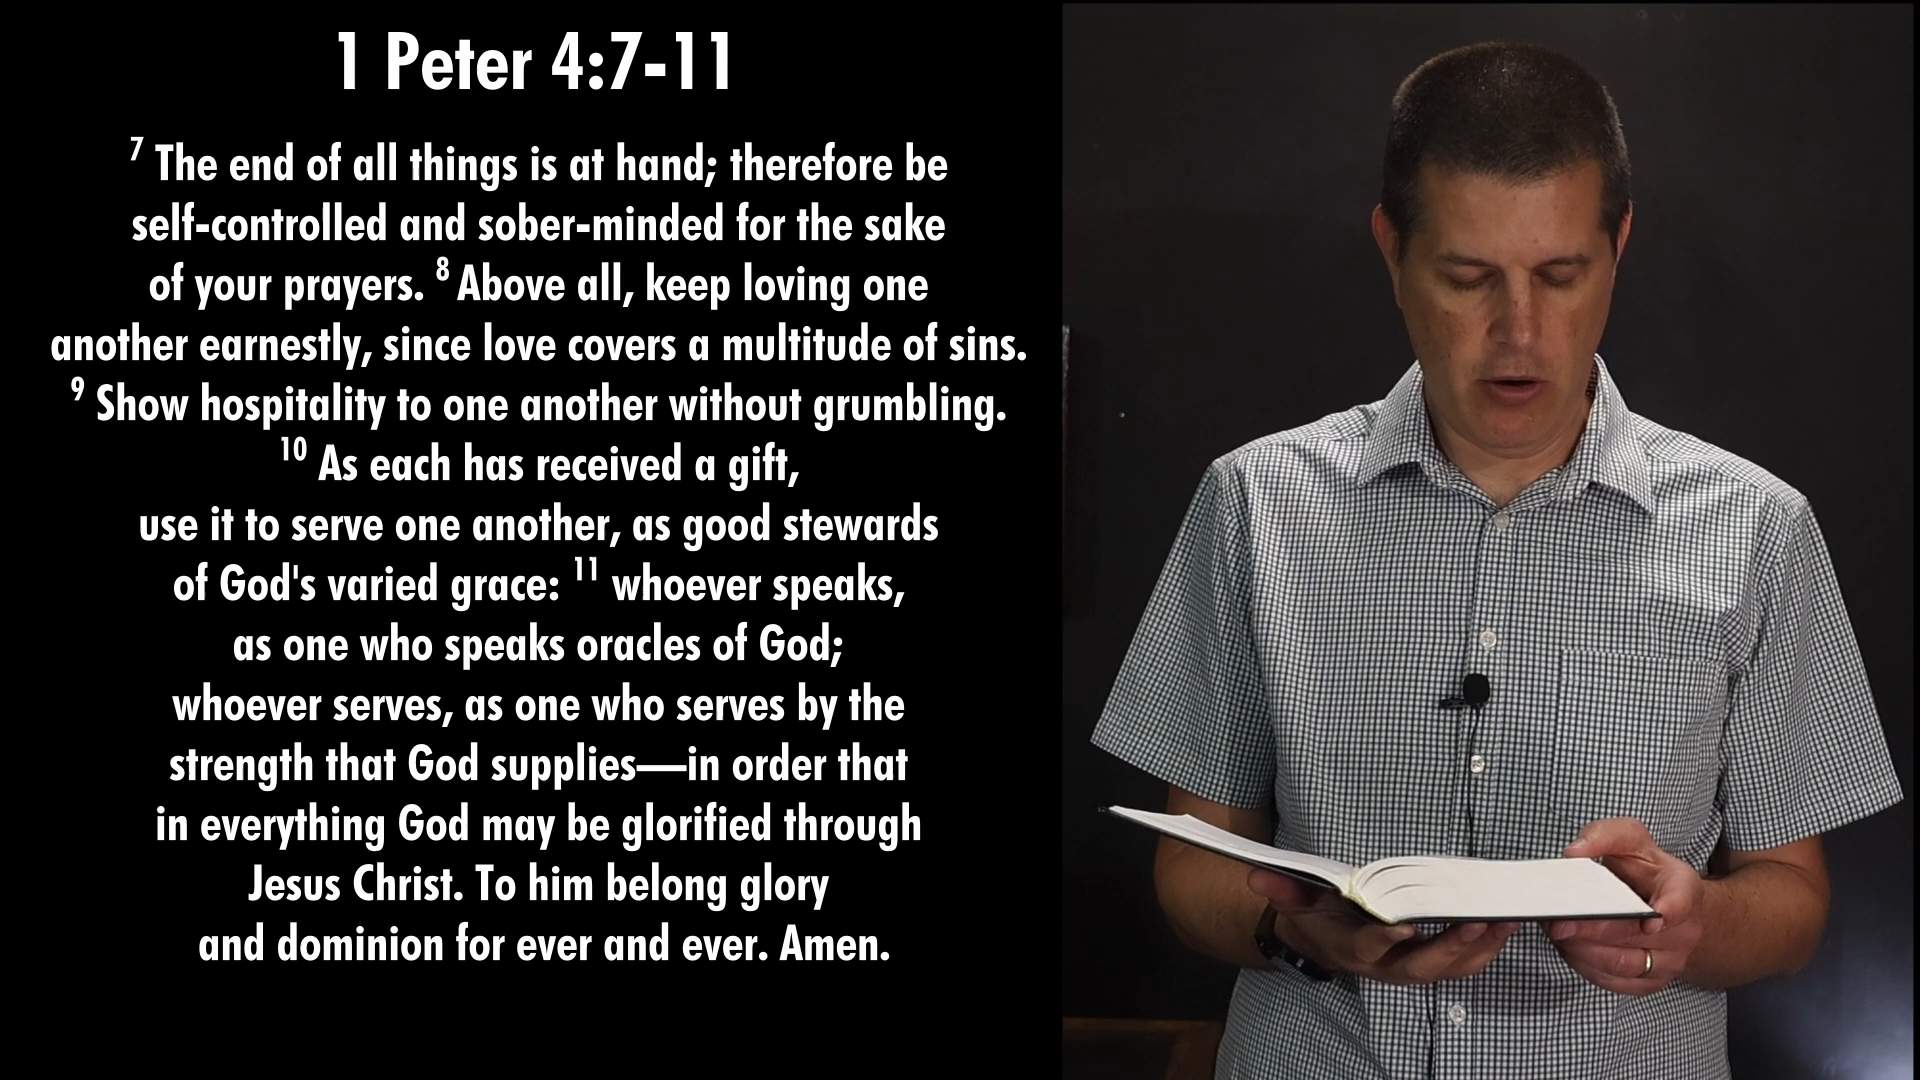 1 Peter 4:7-11
7 The end of all things is at hand; therefore be
self-controlled and sober-minded for the sake
of your prayers. 8 Above all, keep loving one
another earnestly, since love covers a multitude of sins.
9 Show hospitality to one another without grumbling.
10 As each has received a gift,
use it to serve one another, as good stewards
of God's varied grace: 11 whoever speaks,
as one who speaks oracles of God;
whoever serves, as one who serves by the
strength that God supplies—in order that
in everything God may be glorified through
Jesus Christ. To him belong glory
and dominion for ever and ever. Amen.